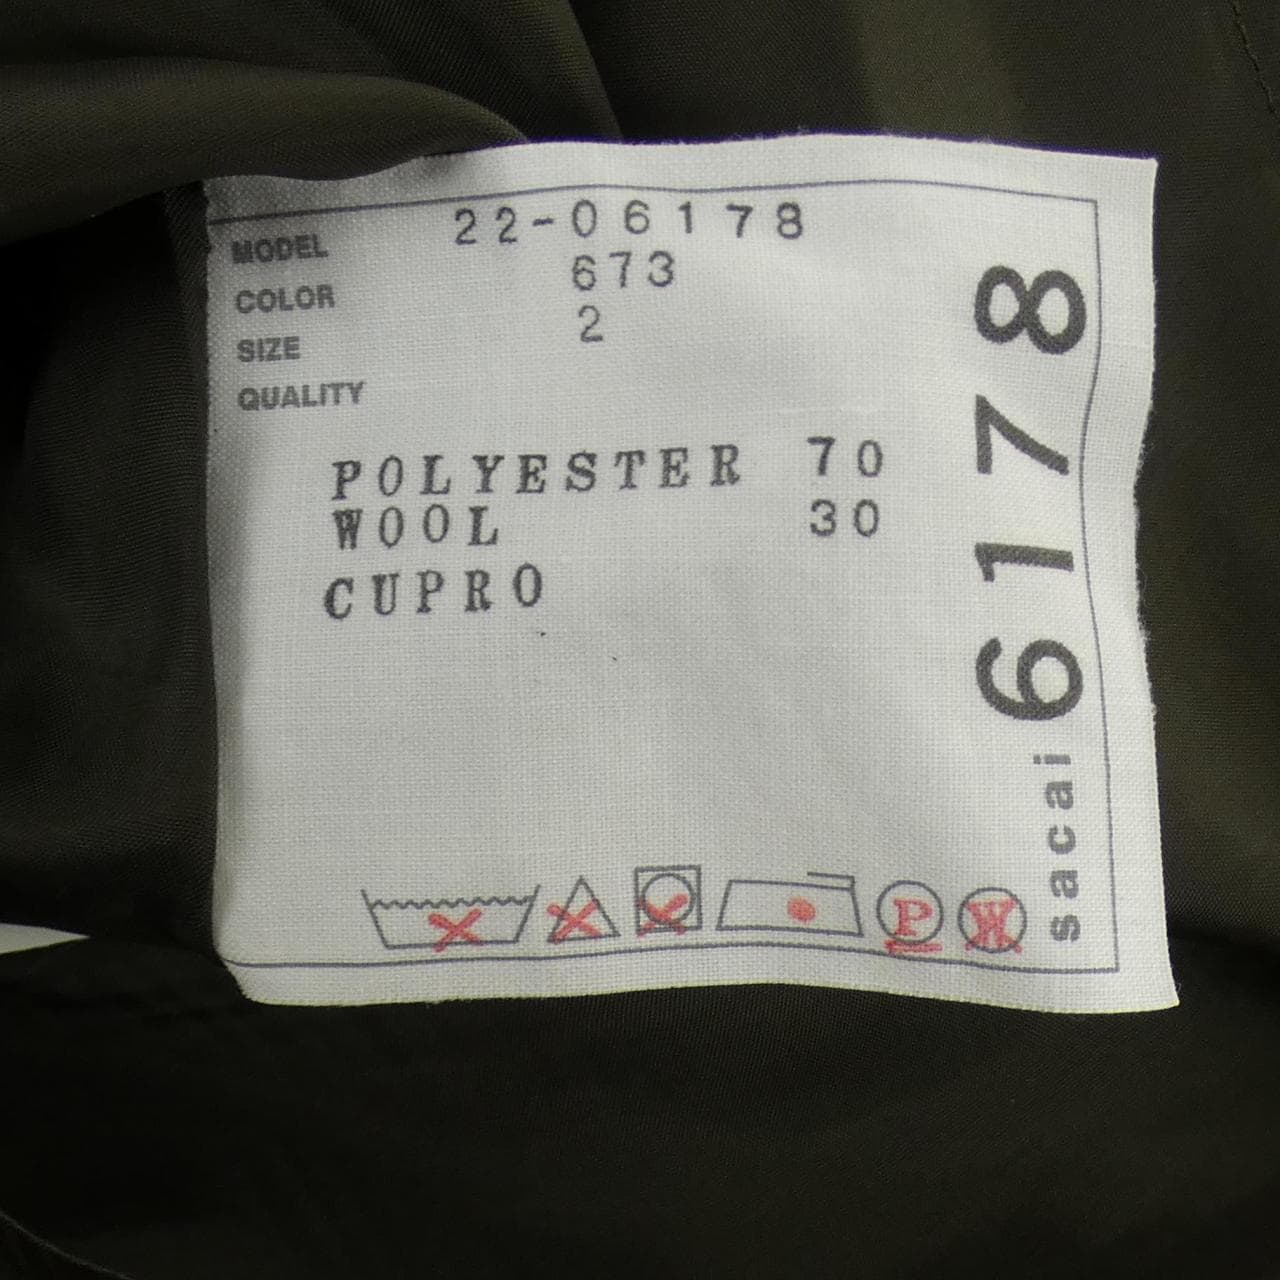 MODEL 22-06178
COLOR 673
SIZE 2
QUALITY
POLYESTER 70
WOOL 30
CUPRO
P W
sacai 6178